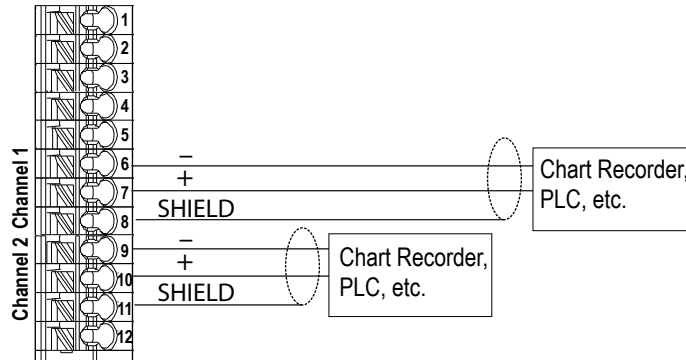 1
2
3
4
5
6
7
8
9
10
11
12
Channel 1
Channel 2
–
+
SHIELD
Chart Recorder,
PLC, etc.
–
+
SHIELD
Chart Recorder,
PLC, etc.